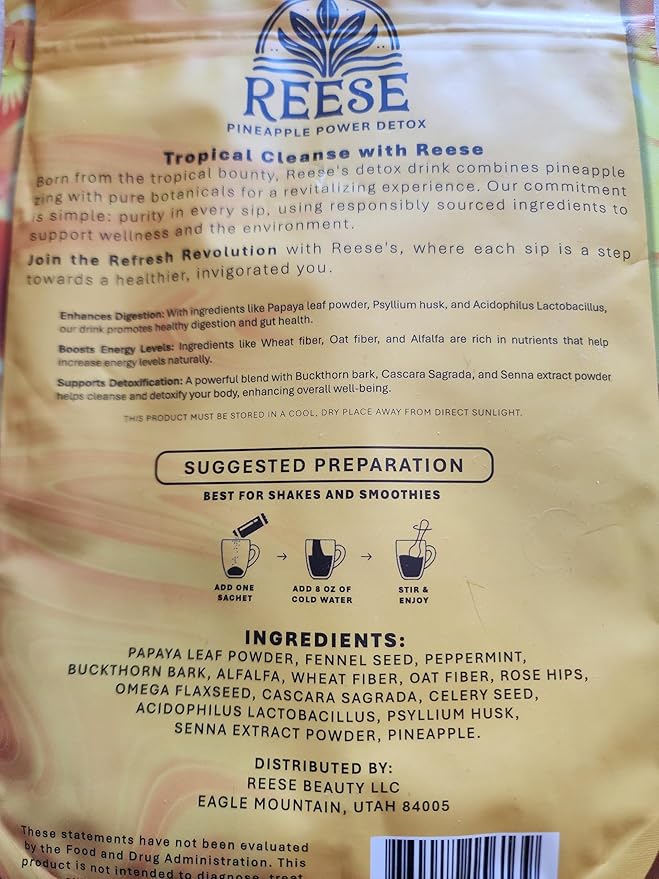 REESE
PINEAPPLE POWER DETOX
Tropical Cleanse with Reese
Born from the tropical bounty, Reese's detox drink combines pineapple
zing with pure botanicals for a revitalizing experience. Our commitment
is simple: purity in every sip, using responsibly sourced ingredients to
support wellness and the environment.
Join the Refresh Revolution with Reese's, where each sip is a step
towards a healthier, invigorated you.
Enhances Digestion: With ingredients like Papaya leaf powder, Psyllium husk, and Acidophilus Lactobacillus,
our drink promotes healthy digestion and gut health.
Boosts Energy Levels: Ingredients like Wheat fiber, Oat fiber, and Alfalfa are rich in nutrients that help
increase energy levels naturally.
Supports Detoxification: A powerful blend with Buckthorn bark, Cascara Sagrada, and Senna extract powder
helps cleanse and detoxify your body, enhancing overall well-being.
THIS PRODUCT MUST BE STORED IN A COOL, DRY PLACE AWAY FROM DIRECT SUNLIGHT.
SUGGESTED PREPARATION
BEST FOR SHAKES AND SMOOTHIES
ADD ONE
SACHET
ADD 8 OZ OF
COLD WATER
STIR &
ENJOY
INGREDIENTS:
PAPAYA LEAF POWDER, FENNEL SEED, PEPPERMINT,
BUCKTHORN BARK, ALFALFA, WHEAT FIBER, OAT FIBER, ROSE HIPS,
OMEGA FLAXSEED, CASCARA SAGRADA, CELERY SEED,
ACIDOPHILUS LACTOBACILLUS, PSYLLIUM HUSK,
SENNA EXTRACT POWDER, PINEAPPLE.
DISTRIBUTED BY:
REESE BEAUTY LLC
EAGLE MOUNTAIN, UTAH 84005
These statements have not been evaluated
by the Food and Drug Administration. This
product is not intended to diagnose, treat